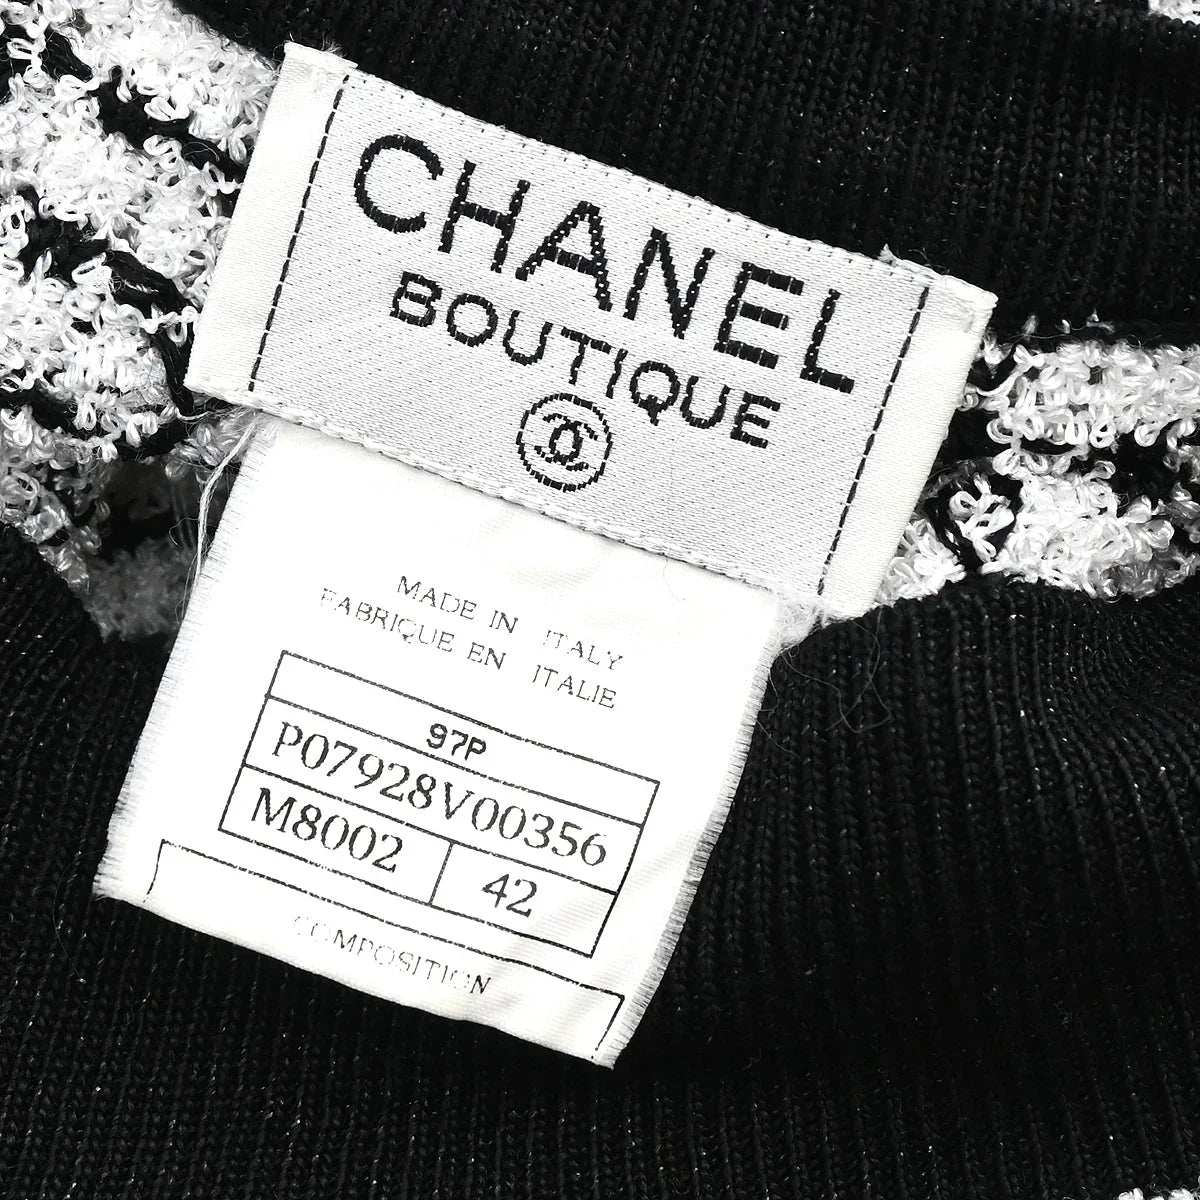 CHANEL
BOUTIQUE
MADE IN ITALY
FABRIQUE EN ITALIE
97P
P07928V00356
M8002 42
COMPOSITION